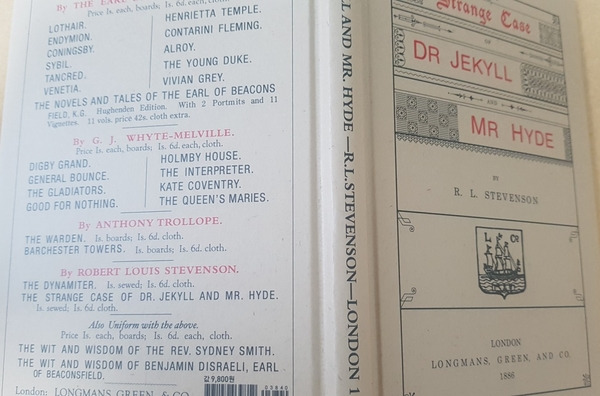 By THE EARL
Price 1s. each, boards; 1s. 6d. each, cloth.
LOTHAIR.
ENDYMION.
CONINGSBY.
SYBIL.
TANCRED.
VENETIA.
HENRIETTA TEMPLE.
CONTARINI FLEMING.
ALROY.
THE YOUNG DUKE.
VIVIAN GREY.
THE NOVELS AND TALES OF THE EARL OF BEACONS
FIELD, K.G. Hughenden Edition. With 2 Portraits and 11
Vignettes. 11 vols. price 42s. cloth extra.
By G. J. WHYTE-MELVILLE.
Price 1s. each, boards; 1s. 6d. each, cloth.
DIGBY GRAND.
GENERAL BOUNCE.
THE GLADIATORS.
GOOD FOR NOTHING.
HOLMBY HOUSE.
THE INTERPRETER.
KATE COVENTRY.
THE QUEEN'S MARIES.
By ANTHONY TROLLOPE.
THE WARDEN. 1s. boards; 1s. 6d. cloth.
BARCHESTER TOWERS. 1s. boards; 1s. 6d. cloth.
By ROBERT LOUIS STEVENSON.
THE DYNAMITER. 1s. sewed; 1s. 6d. cloth.
THE STRANGE CASE OF DR. JEKYLL AND MR. HYDE.
1s. sewed; 1s. 6d. cloth.
Also Uniform with the above.
Price 1s. each, boards; 1s. 6d. each, cloth.
THE WIT AND WISDOM OF THE REV. SYDNEY SMITH.
THE WIT AND WISDOM OF BENJAMIN DISRAELI, EARL
OF BEACONSFIELD.
값 9,800원
03840
London: LONGMANS, GREEN, & CO.
LL AND MR. HYDE—R.L.STEVENSON—LONDON 1
Strange Case
OF
DR JEKYLL
AND
MR HYDE
BY
R. L. STEVENSON
L Co
LONDON
LONGMANS, GREEN, AND CO.
1886